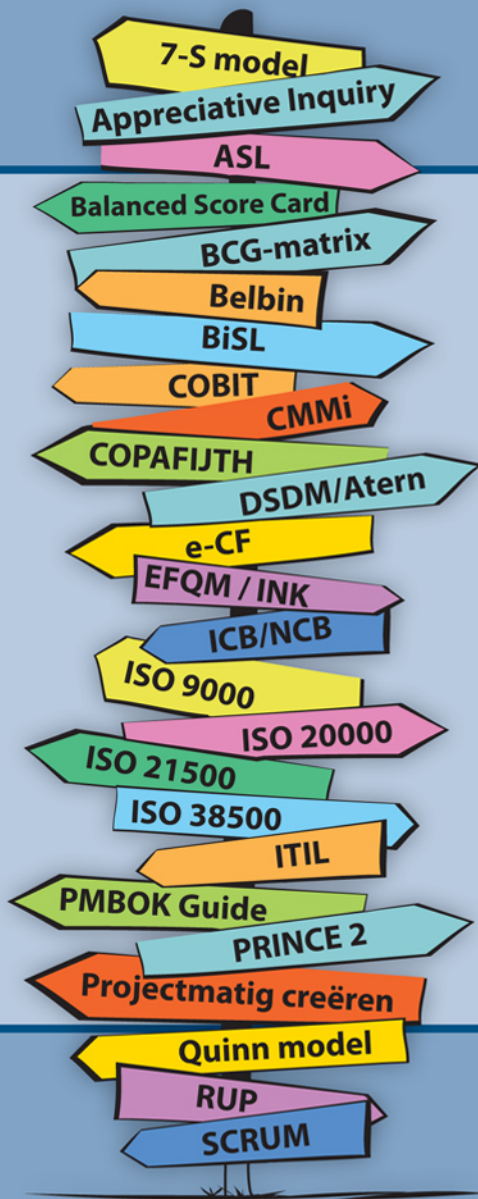 7-S model
Appreciative Inquiry
ASL
Balanced Score Card
BCG-matrix
Belbin
BiSL
COBIT
CMMi
COPAFIJTH
DSDM/Atern
e-CF
EFQM / INK
ICB/NCB
ISO 9000
ISO 20000
ISO 21500
ISO 38500
ITIL
PMBOK Guide
PRINCE 2
Projectmatig creëren
Quinn model
RUP
SCRUM